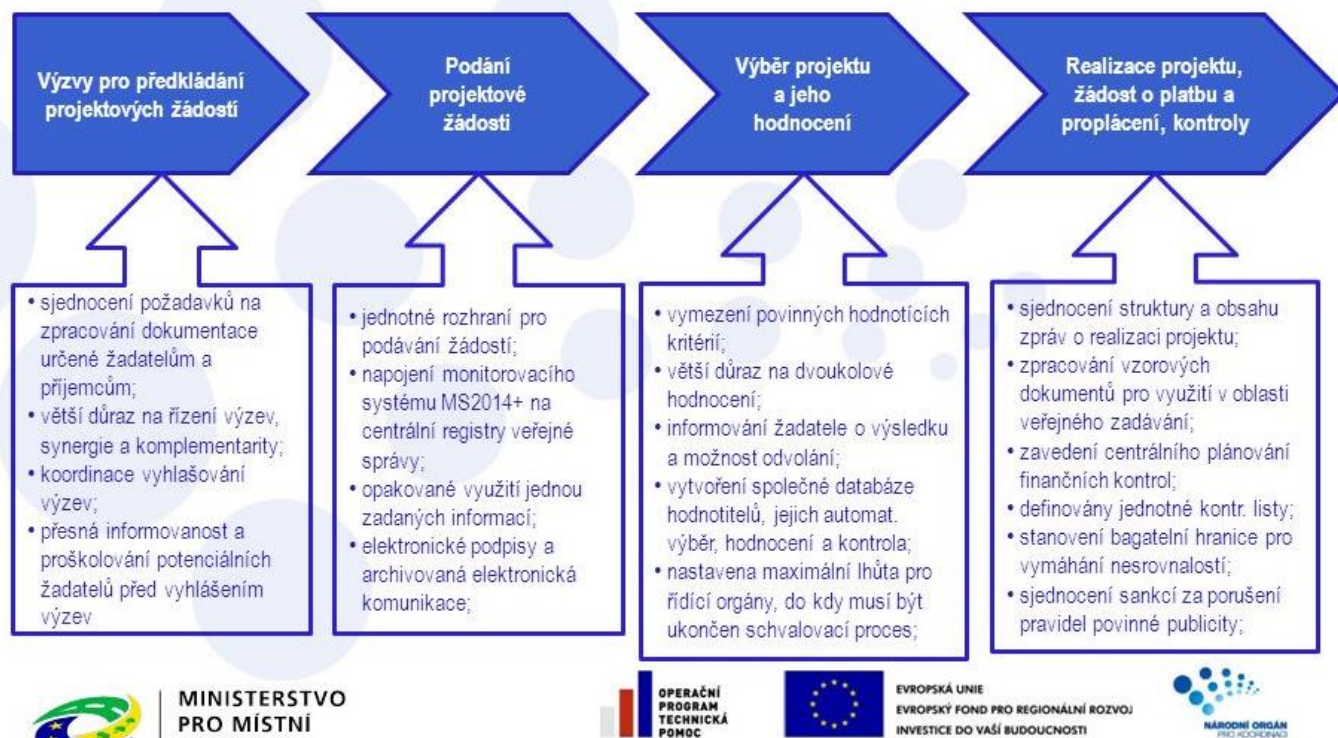 Výzvy pro předkládání
projektových žádostí
Podání
projektové
žádosti
Výběr projektu
a jeho
hodnocení
Realizace projektu,
žádost o platbu a
proplácení, kontroly
• sjednocení požadavků na
zpracování dokumentace
určené žadatelům a
příjemcům;
• větší důraz na řízení výzev,
synergie a komplementarity;
• koordinace vyhlašování
výzev;
• přesná informovanost a
proškolování potenciálních
žadatelů před vyhlášením
výzev
• jednotné rozhraní pro
podávání žádostí;
• napojení monitorovacího
systému MS2014+ na
centrální registry veřejné
správy;
• opakované využití jednou
zadaných informací;
• elektronické podpisy a
archivovaná elektronická
komunikace;
• vymezení povinných hodnotících
kritérií;
• větší důraz na dvoukolové
hodnocení;
• informování žadatele o výsledku
a možnost odvolání;
• vytvoření společné databáze
hodnotitelů, jejich automat.
výběr, hodnocení a kontrola;
• nastavena maximální lhůta pro
řídící orgány, do kdy musí být
ukončen schvalovací proces;
• sjednocení struktury a obsahu
zpráv o realizaci projektu;
• zpracování vzorových
dokumentů pro využití v oblasti
veřejného zadávání;
• zavedení centrálního plánování
finančních kontrol;
• definovány jednotné kontr. listy;
• stanovení bagatelní hranice pro
vymáhání nesrovnalostí;
• sjednocení sankcí za porušení
pravidel povinné publicity;
MINISTERSTVO
PRO MÍSTNÍ
OPERAČNÍ
PROGRAM
TECHNICKÁ
POMOC
EVROPSKÁ UNIE
EVROPSKÝ FOND PRO REGIONÁLNÍ ROZVOJ
INVESTICE DO VAŠÍ BUDOUCNOSTI
NÁRODNÍ ORGÁN
PRO KOORDINACI